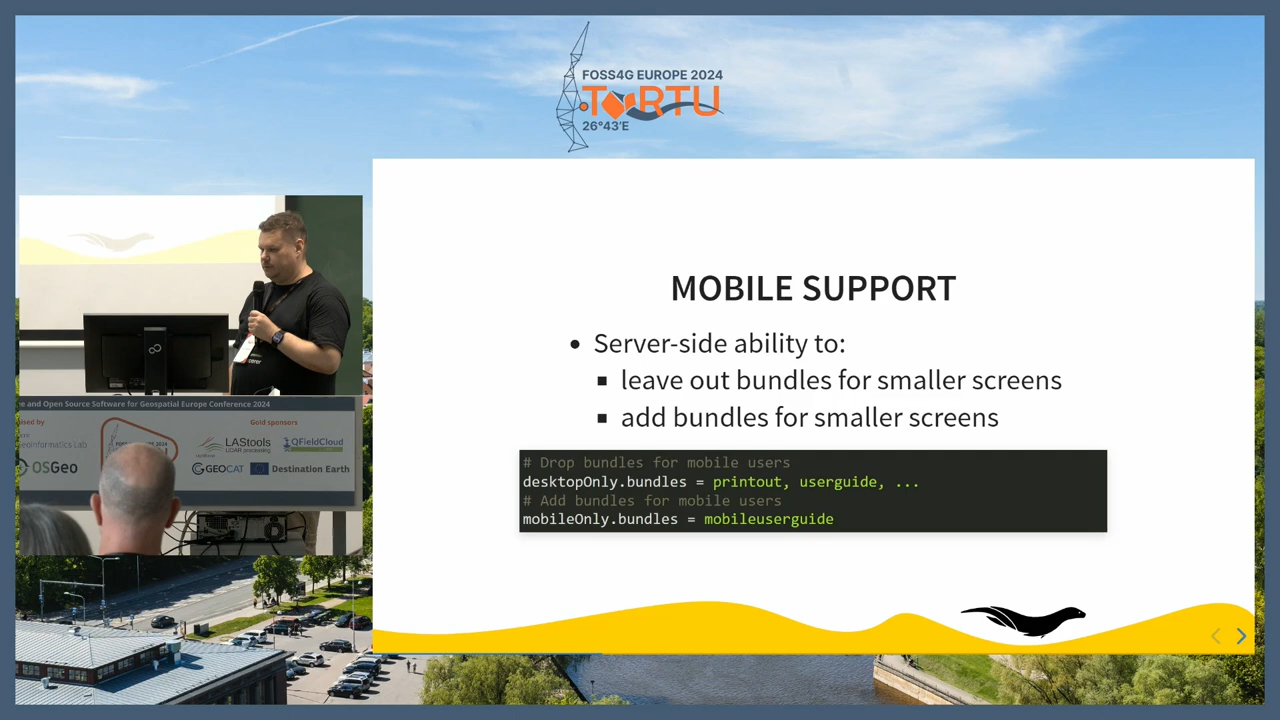 FOSS4G EUROPE 2024
TARTU
26°43'E
MOBILE SUPPORT
Server-side ability to:
leave out bundles for smaller screens
add bundles for smaller screens
# Drop bundles for mobile users
desktopOnly.bundles = printout, userguide, ...
# Add bundles for mobile users
mobileOnly.bundles = mobileuserguide
and Open Source Software for Geospatial Europe Conference 2024
Gold sponsors
LAStools
QFieldCloud
OSGeo
GEOCAT
Destination Earth